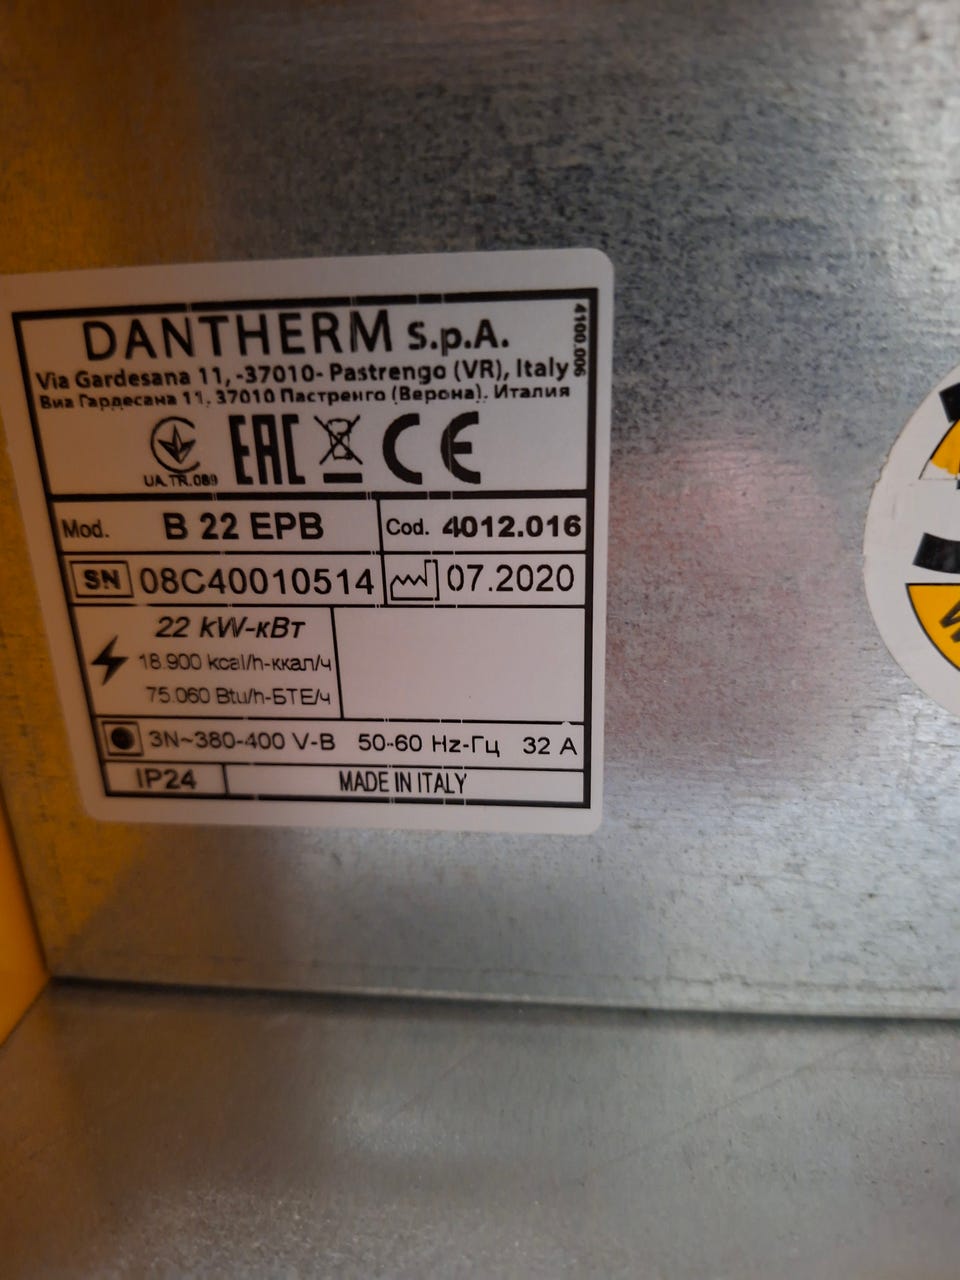 DANTHERM S.p.A.
4100.006
Via Gardesana 11, -37010- Pastrengo (VR), Italy
Виа Гардесана 11, 37010 Пастренго (Верона), Италия
UA.TR.089
EAC CE
Mod. B 22 EPB Cod. 4012.016
SN 08C40010514 07.2020
22 kW-кВт
18.900 kcal/h-ккал/ч
75.060 Btu/h-БТЕ/ч
3N~380-400 V-В 50-60 Hz-Гц 32 A
IP24 MADE IN ITALY